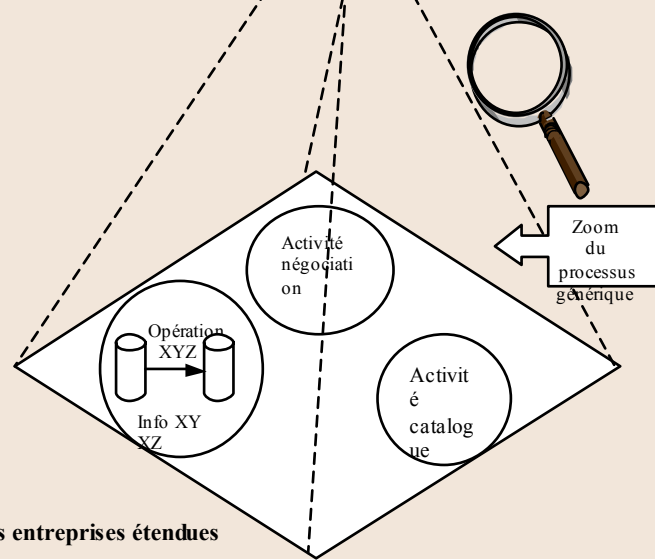 Activité
négociati
on
Zoom
du
processus
générique
Opération
XYZ
Info XY
XZ
Activit
é
catalog
ue
s entreprises étendues